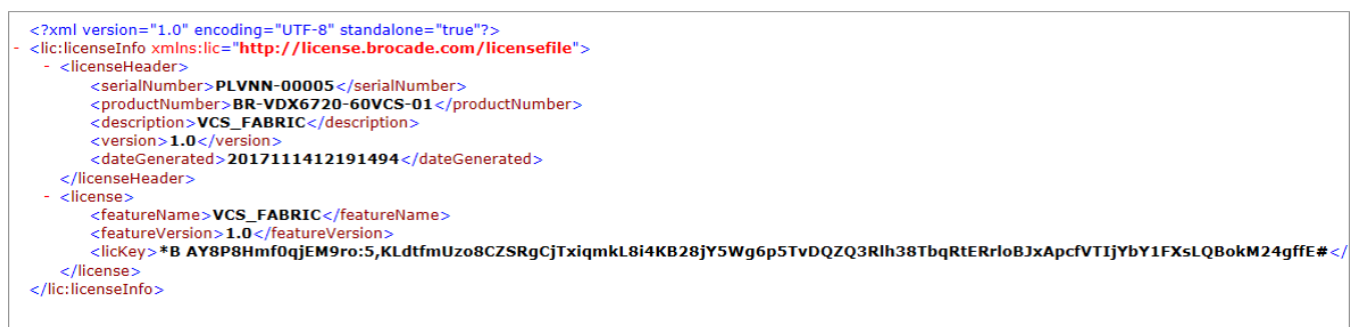 <?xml version="1.0" encoding="UTF-8" standalone="true"?>
- <lic:licenseInfo xmlns:lic="http://license.brocade.com/licensefile">
- <licenseHeader>
<serialNumber>PLVNN-00005</serialNumber>
<productNumber>BR-VDX6720-60VCS-01</productNumber>
<description>VCS_FABRIC</description>
<version>1.0</version>
<dateGenerated>2017111412191494</dateGenerated>
</licenseHeader>
- <license>
<featureName>VCS_FABRIC</featureName>
<featureVersion>1.0</featureVersion>
<licKey>*B AY8P8Hmf0qjEM9ro:5,KLdtfmUzo8CZSRgCjTxiqmkL8i4KB28jY5Wg6p5TvDQZQ3Rlh38TbqRtERrloBJxApcfVTIjYbY1FXsLQBokM24gffE#</
</license>
</lic:licenseInfo>